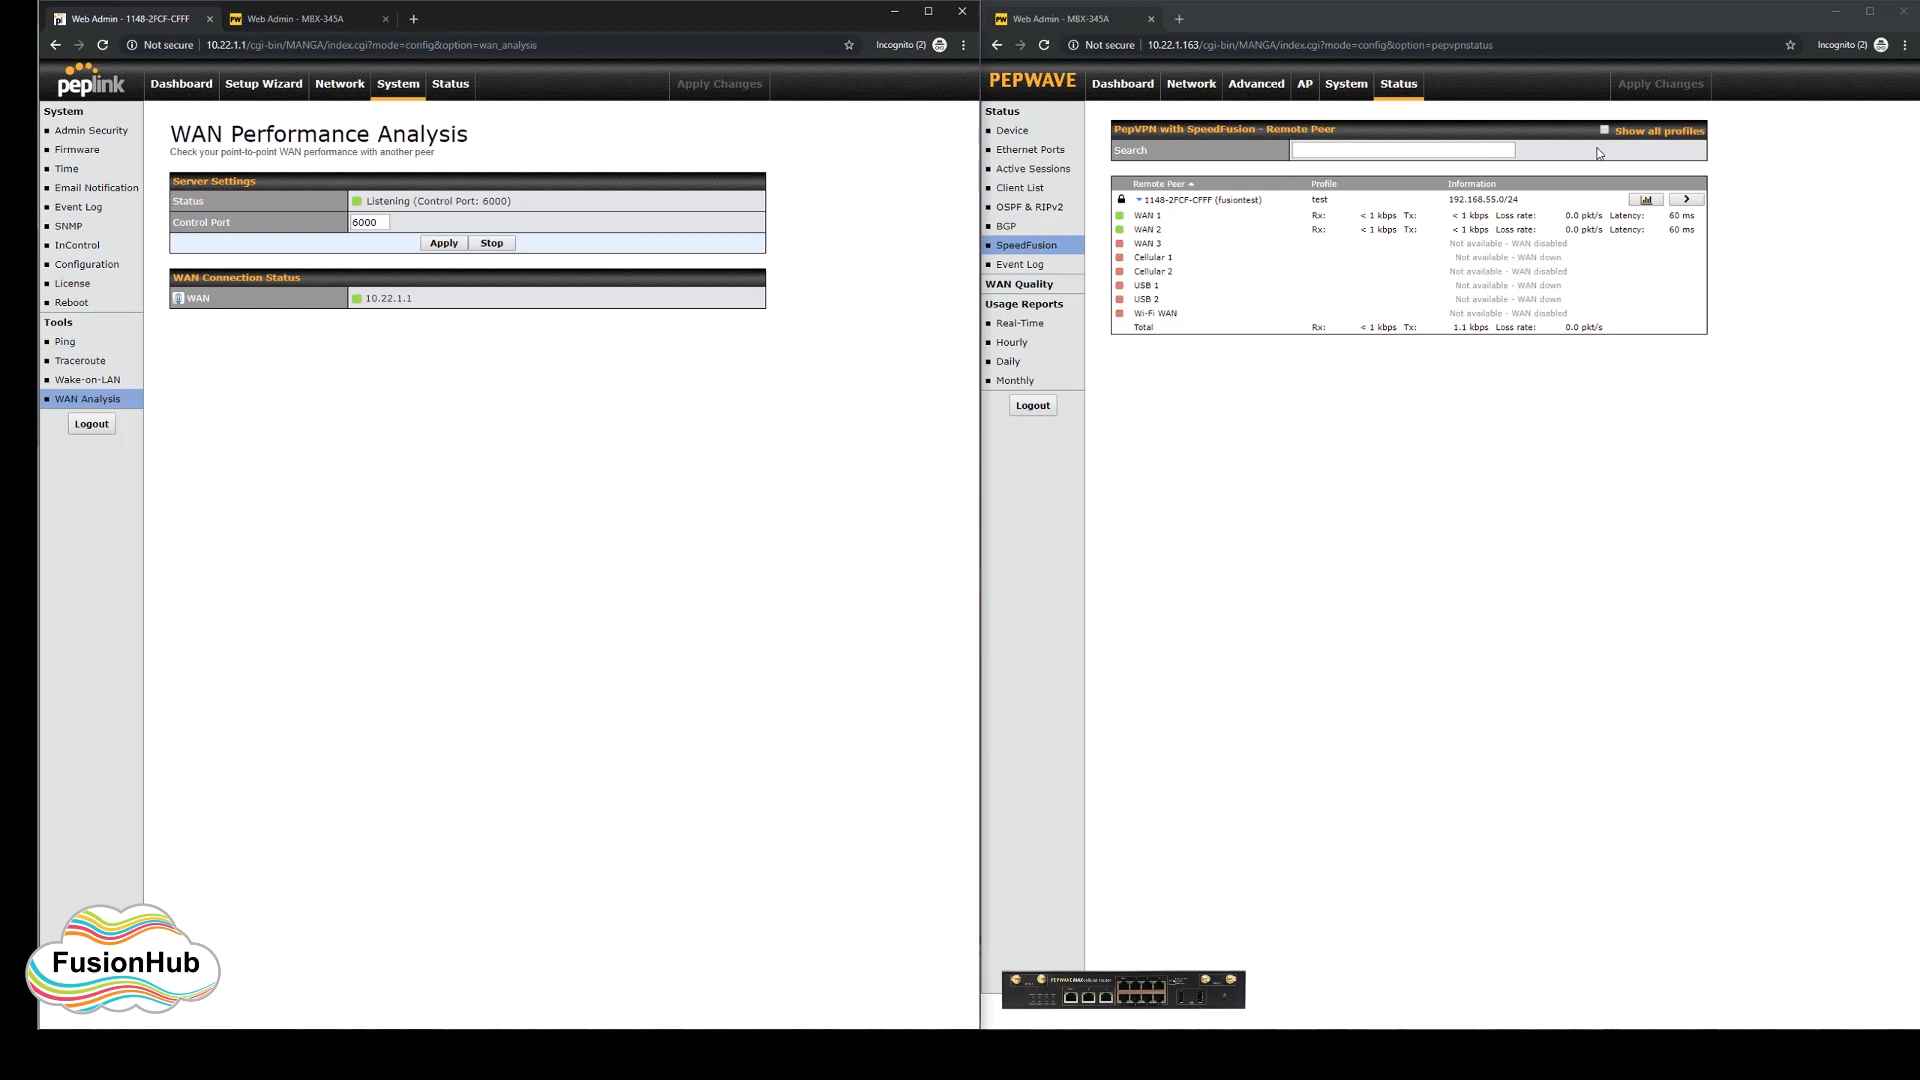 Web Admin - 1148-2FCF-CFFF
Web Admin - MBX-345A
Not secure
10.22.1.1/cgi-bin/MANGA/index.cgi?mode=config&option=wan_analysis
Incognito (2)
peplink
Dashboard
Setup Wizard
Network
System
Status
Apply Changes
System
Admin Security
Firmware
Time
Email Notification
Event Log
SNMP
InControl
Configuration
License
Reboot
Tools
Ping
Traceroute
Wake-on-LAN
WAN Analysis
Logout
WAN Performance Analysis
Check your point-to-point WAN performance with another peer
Server Settings
Status Listening (Control Port: 6000)
Control Port 6000
Apply Stop
WAN Connection Status
WAN 10.22.1.1
FusionHub
Web Admin - MBX-345A
Not secure
10.22.1.163/cgi-bin/MANGA/index.cgi?mode=config&option=pepvpnstatus
Incognito (2)
PEPWAVE
Dashboard
Network
Advanced
AP
System
Status
Apply Changes
Status
Device
Ethernet Ports
Active Sessions
Client List
OSPF & RIPv2
BGP
SpeedFusion
Event Log
WAN Quality
Usage Reports
Real-Time
Hourly
Daily
Monthly
Logout
PepVPN with SpeedFusion - Remote Peer Show all profiles
Search
Remote Peer Profile Information
1148-2FCF-CFFF (fusiontest) test 192.168.55.0/24
WAN 1 Rx: < 1 kbps Tx: < 1 kbps Loss rate: 0.0 pkt/s Latency: 60 ms
WAN 2 Rx: < 1 kbps Tx: < 1 kbps Loss rate: 0.0 pkt/s Latency: 60 ms
WAN 3 Not available - WAN disabled
Cellular 1 Not available - WAN down
Cellular 2 Not available - WAN disabled
USB 1 Not available - WAN down
USB 2 Not available - WAN down
Wi-Fi WAN Not available - WAN disabled
Total Rx: < 1 kbps Tx: 1.1 kbps Loss rate: 0.0 pkt/s
PEPWAVE MAX cellular router